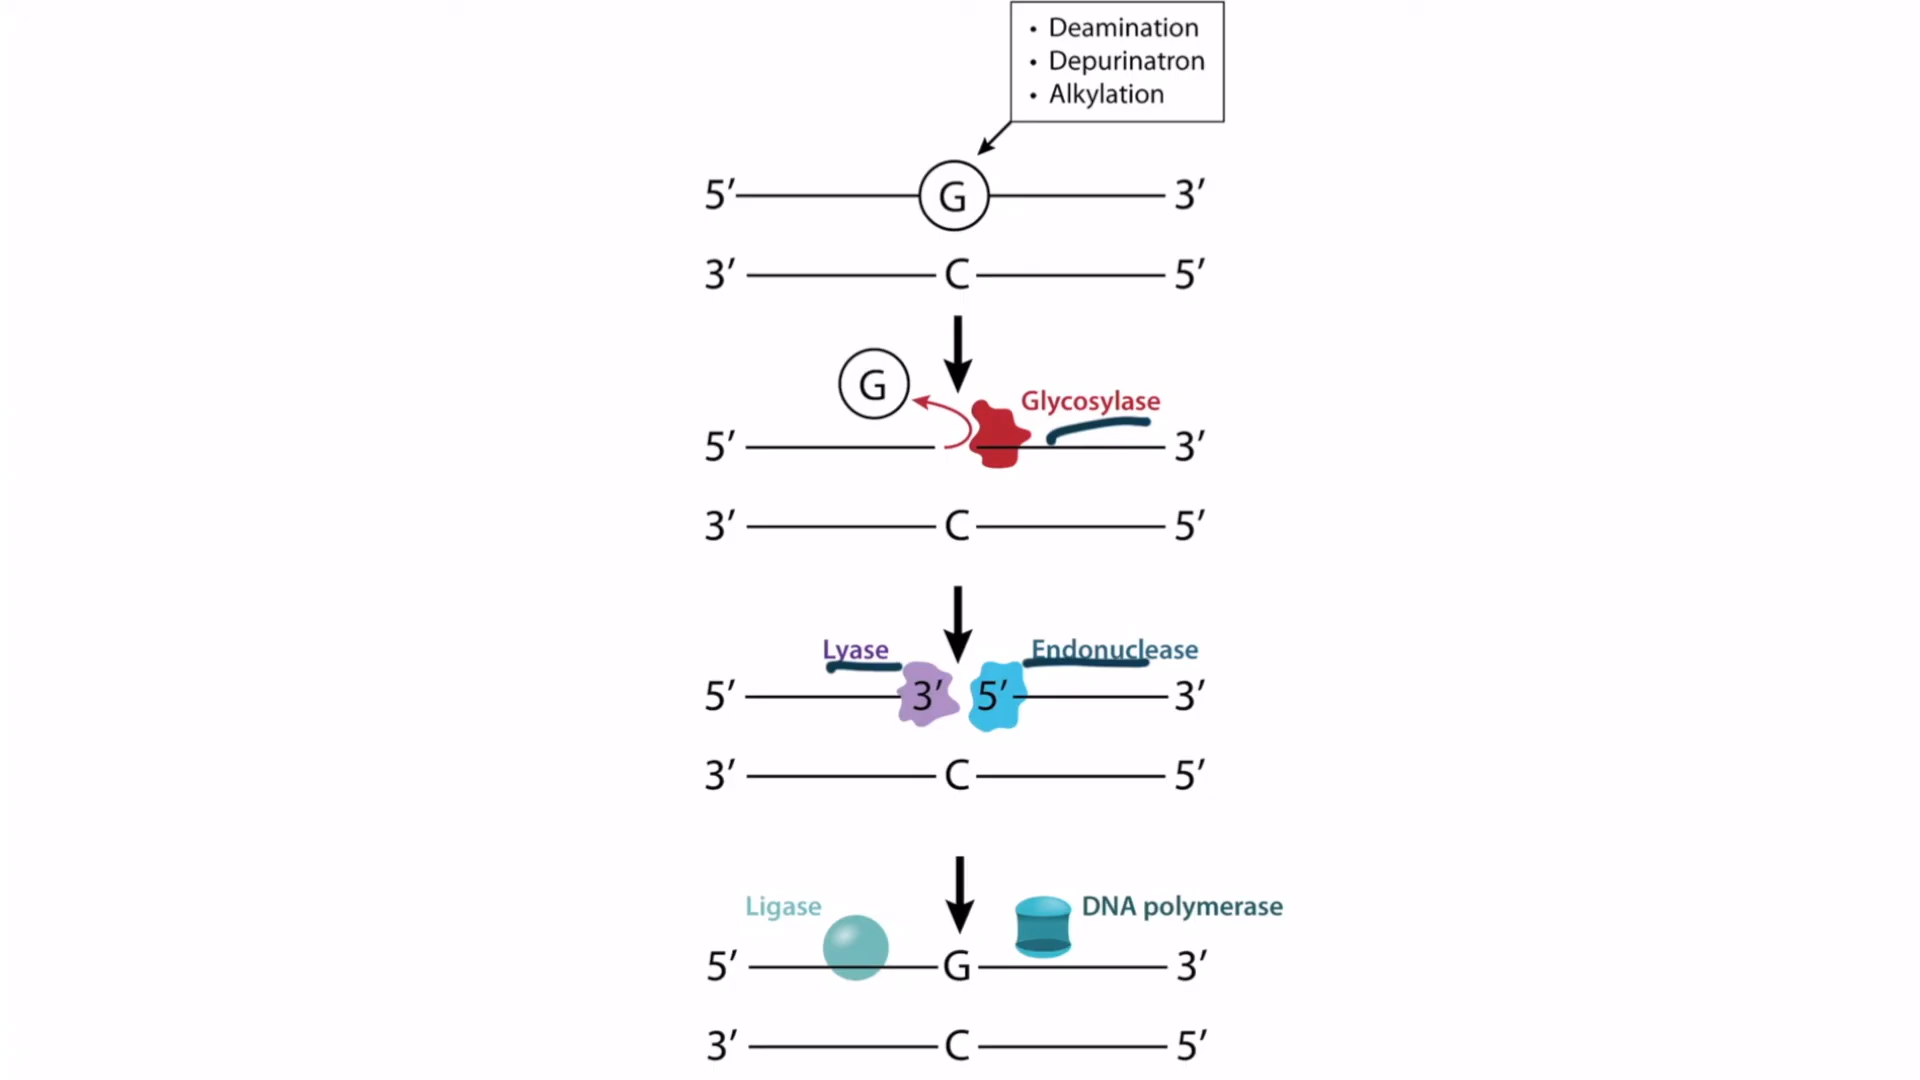 • Deamination
• Depurinatron
• Alkylation
5′ G 3′
3′ C 5′
G
Glycosylase
5′ 3′
3′ C 5′
Lyase Endonuclease
5′ 3′ 5′ 3′
3′ C 5′
Ligase DNA polymerase
5′ G 3′
3′ C 5′